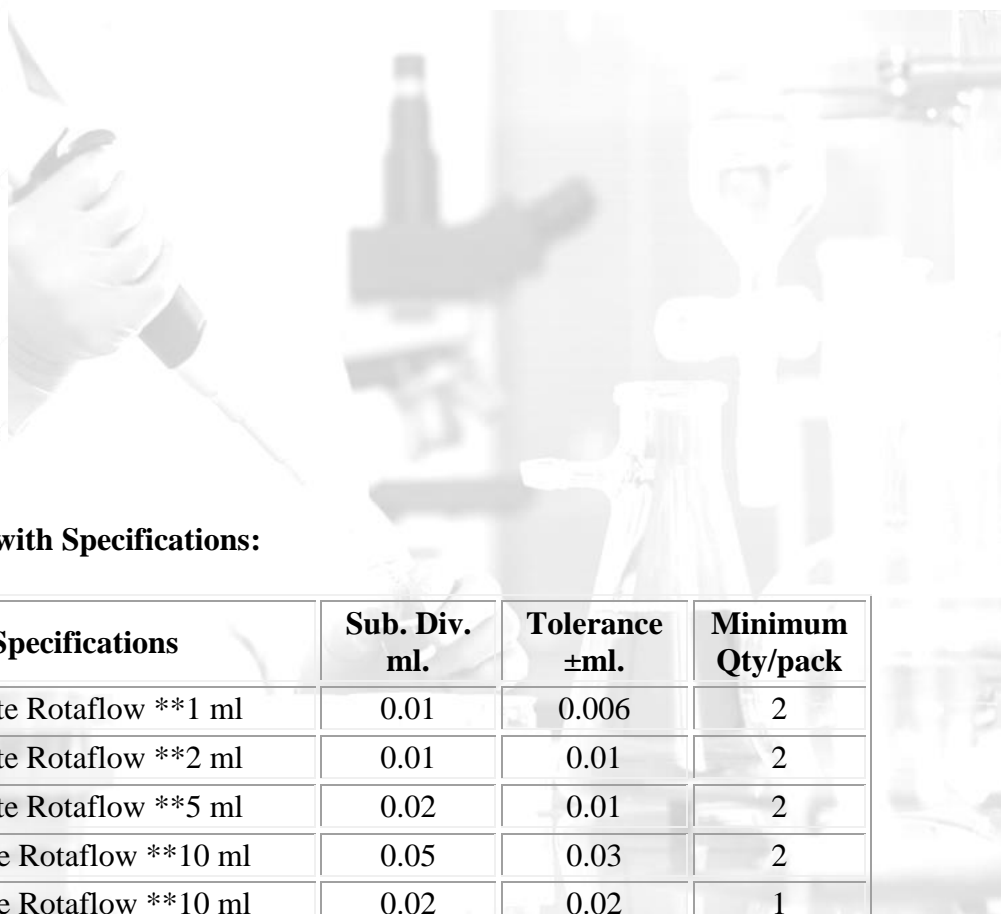 with Specifications:
Specifications Sub. Div. ml. Tolerance ±ml. Minimum Qty/pack
te Rotaflow **1 ml 0.01 0.006 2
te Rotaflow **2 ml 0.01 0.01 2
te Rotaflow **5 ml 0.02 0.01 2
e Rotaflow **10 ml 0.05 0.03 2
e Rotaflow **10 ml 0.02 0.02 1